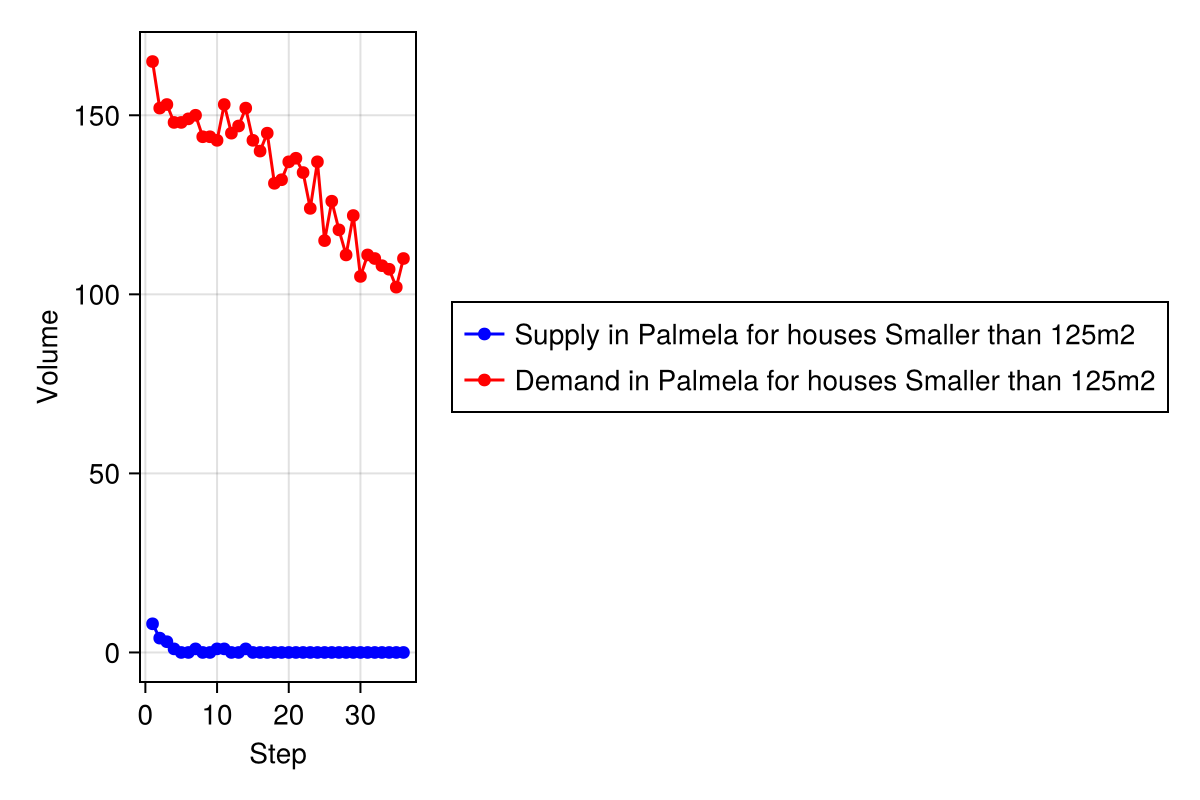 150
100
50
0
Volume
0 10 20 30
Step
Supply in Palmela for houses Smaller than 125m2
Demand in Palmela for houses Smaller than 125m2